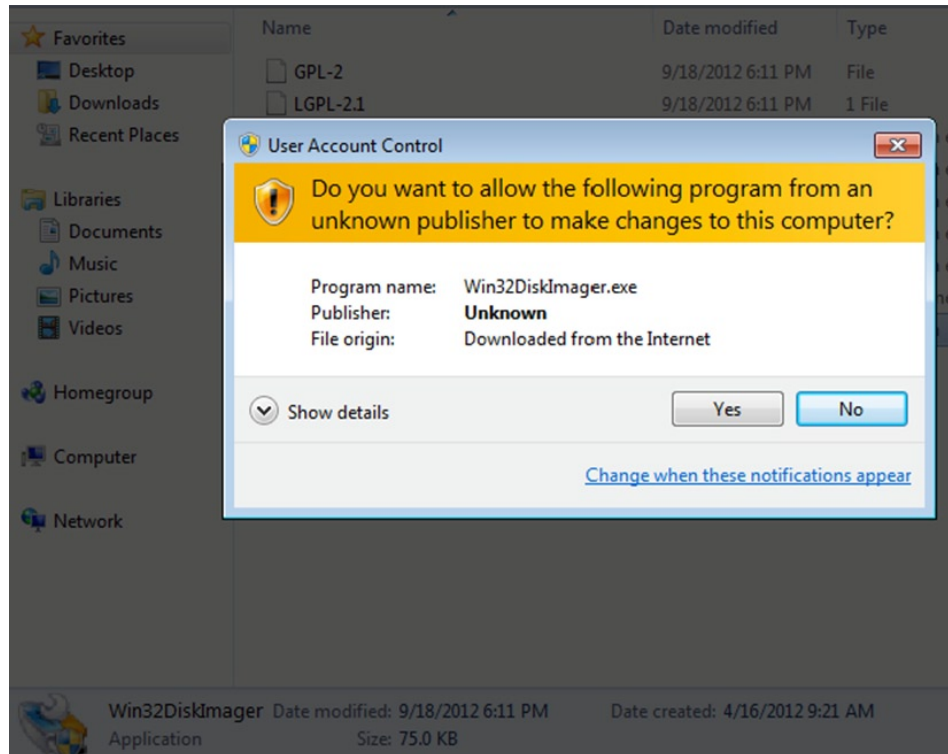 Name Date modified Type
Favorites
Desktop GPL-2 9/18/2012 6:11 PM File
Downloads LGPL-2.1 9/18/2012 6:11 PM 1 File
Recent Places
User Account Control
Do you want to allow the following program from an
unknown publisher to make changes to this computer?
Libraries
Documents
Music
Pictures
Videos
Program name: Win32DiskImager.exe
Publisher: Unknown
File origin: Downloaded from the Internet
Homegroup
Show details Yes No
Computer
Change when these notifications appear
Network
Win32DiskImager Date modified: 9/18/2012 6:11 PM Date created: 4/16/2012 9:21 AM
Application Size: 75.0 KB